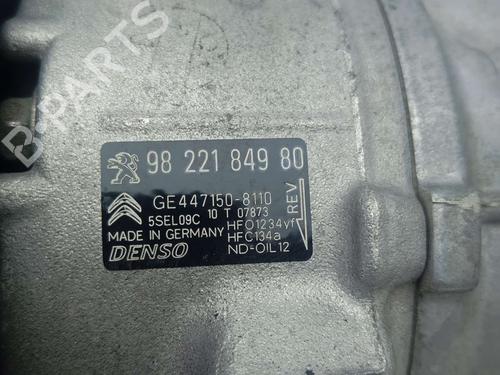 98 221 849 80
GE447150-8110
5SEL09C 10 T 07873
HFO1234yf
MADE IN GERMANY HFC134a
DENSO ND-OIL12
REV
B-PARTS